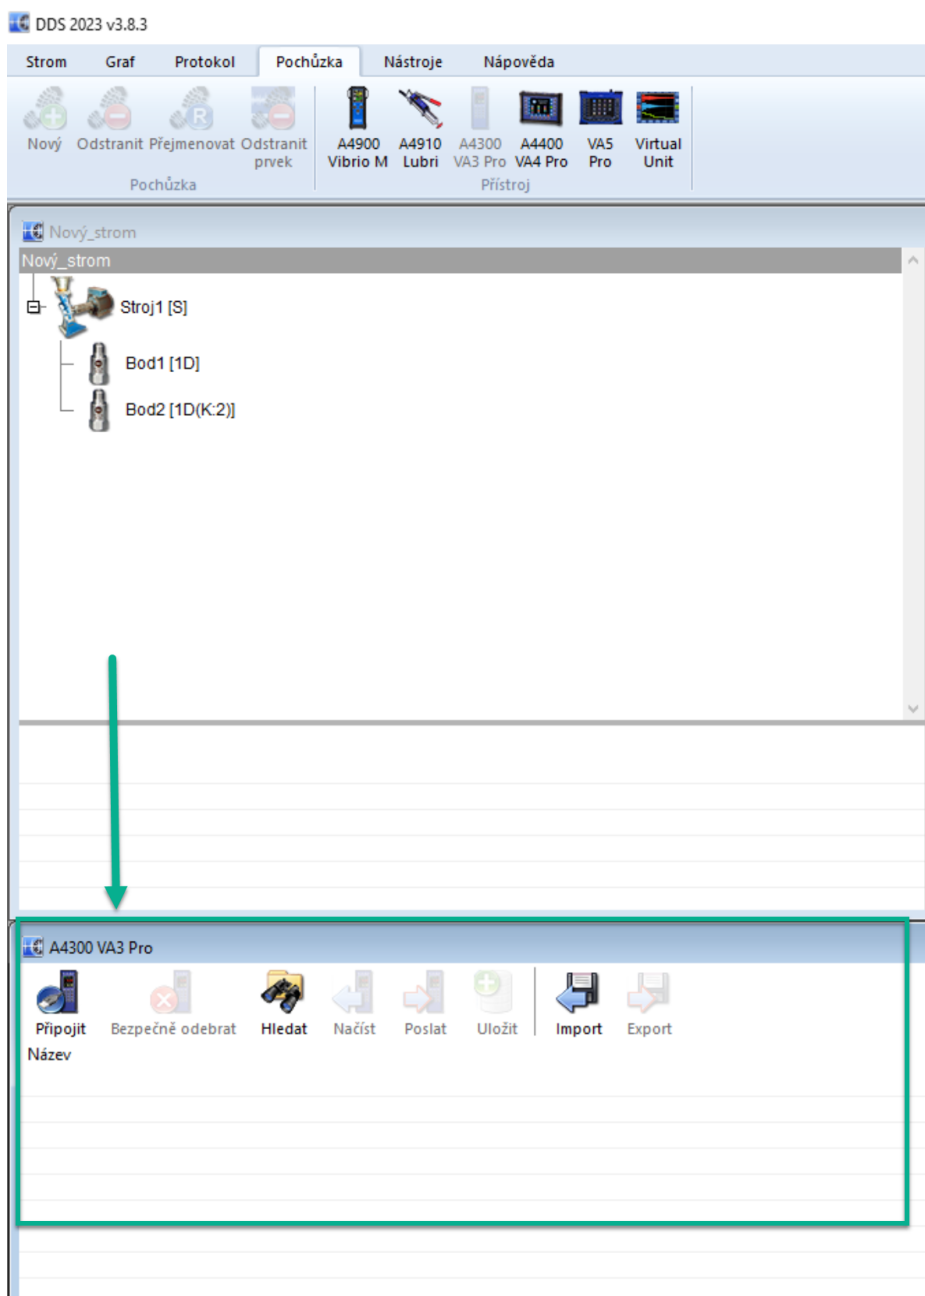 DDS 2023 v3.8.3
Strom Graf Protokol Pochůzka Nástroje Nápověda
Nový Odstranit Přejmenovat Odstranit prvek A4900 Vibrio M A4910 Lubri A4300 VA3 Pro A4400 VA4 Pro VA5 Pro Virtual Unit
Pochůzka Přístroj
Nový_strom
Nový_strom
Stroj1 [S]
Bod1 [1D]
Bod2 [1D(K:2)]
A4300 VA3 Pro
Připojit Bezpečně odebrat Hledat Načíst Poslat Uložit Import Export
Název